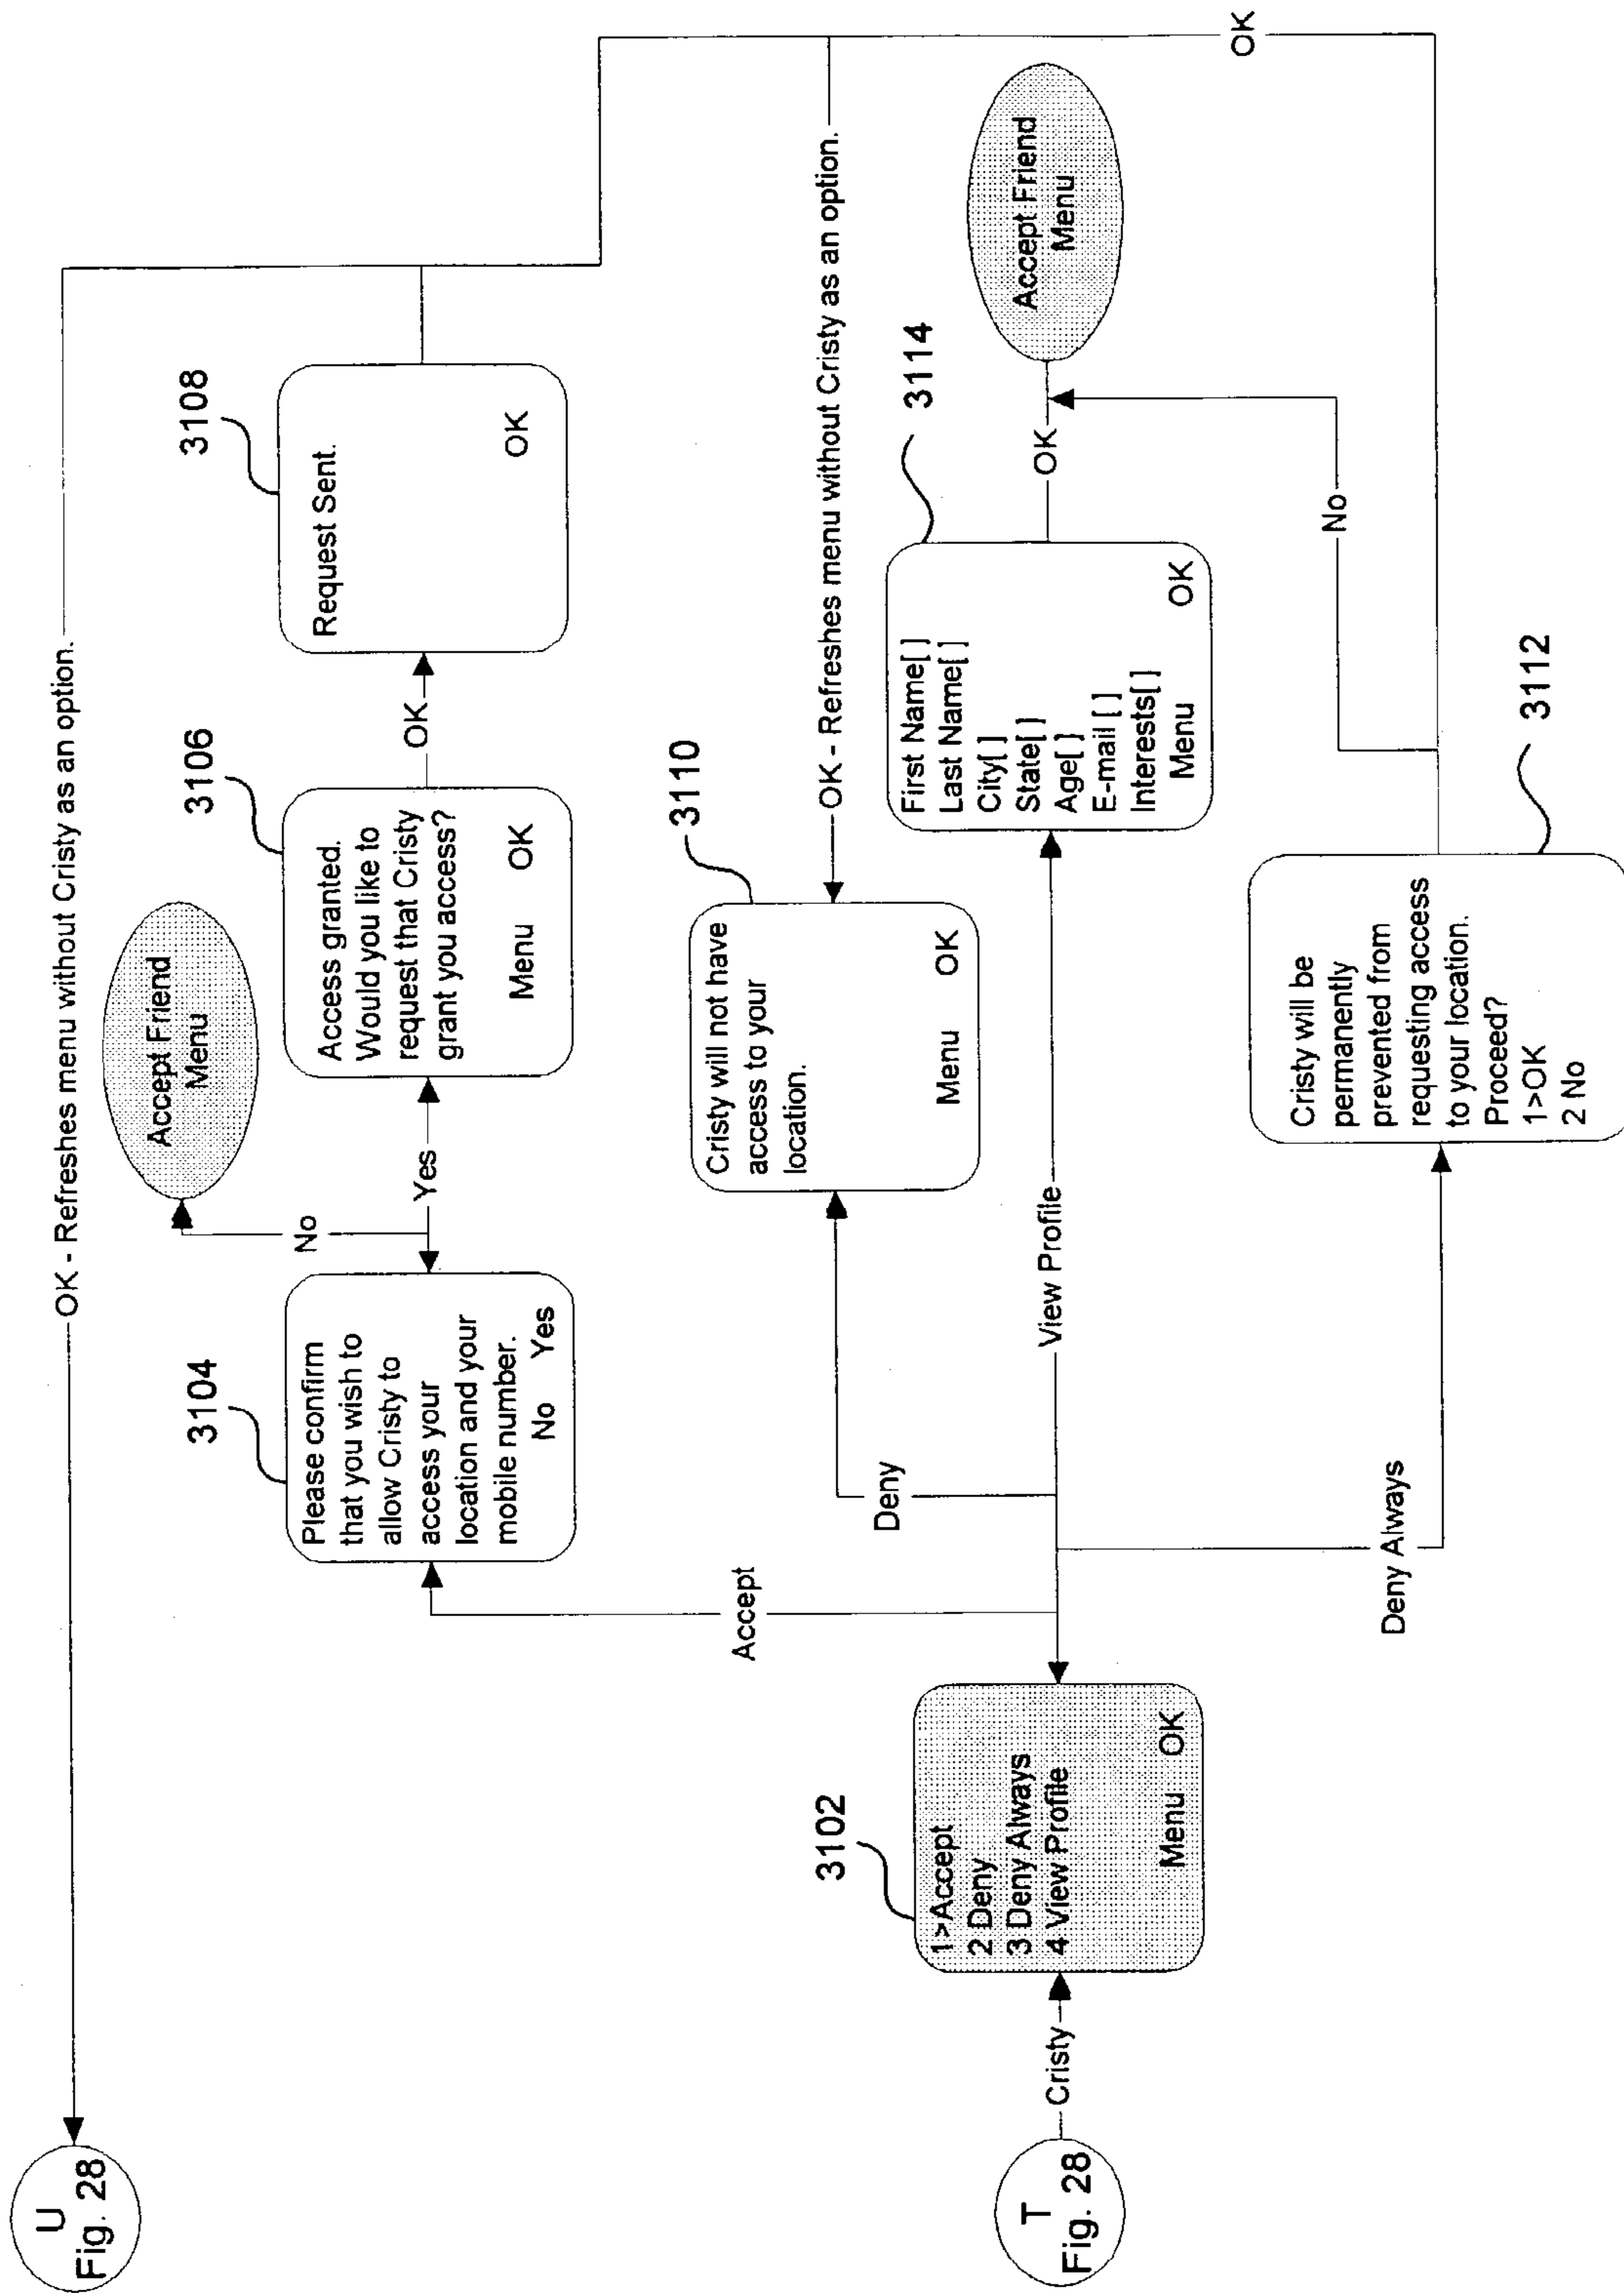 U
Fig. 28
OK - Refreshes menu without Cristy as an option.
3104
Please confirm
that you wish to
allow Cristy to
access your
location and your
mobile number.
No Yes
No
Yes
Accept Friend
Menu
3106
Access granted.
Would you like to
request that Cristy
grant you access?
Menu OK
OK
3108
Request Sent.
OK
Accept
3110
Cristy will not have
access to your
location.
Menu OK
OK - Refreshes menu without Cristy as an option.
Deny
T
Fig. 28
Cristy
3102
1>Accept
2 Deny
3 Deny Always
4 View Profile
Menu OK
View Profile
3114
First Name[ ]
Last Name[ ]
City[ ]
State[ ]
Age[ ]
E-mail [ ]
Interests[ ]
Menu OK
OK
Accept Friend
Menu
Deny Always
3112
Cristy will be
permanently
prevented from
requesting access
to your location.
Proceed?
1>OK
2 No
No
OK